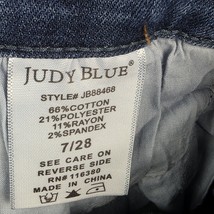 JUDY BLUE®
STYLE# JB88468
66%COTTON
21%POLYESTER
11%RAYON
2%SPANDEX
7/28
SEE CARE ON
REVERSE SIDE
RN# 116380
MADE IN CHINA